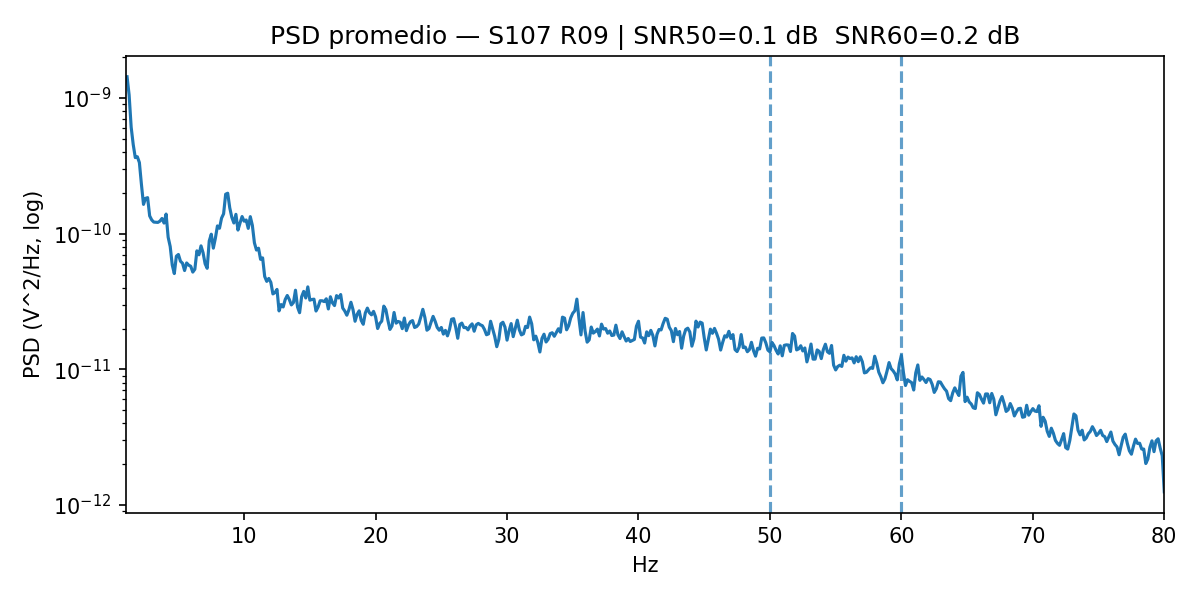 PSD promedio — S107 R09 | SNR50=0.1 dB  SNR60=0.2 dB
PSD (V^2/Hz, log)
10⁻⁹
10⁻¹⁰
10⁻¹¹
10⁻¹²
10 20 30 40 50 60 70 80
Hz